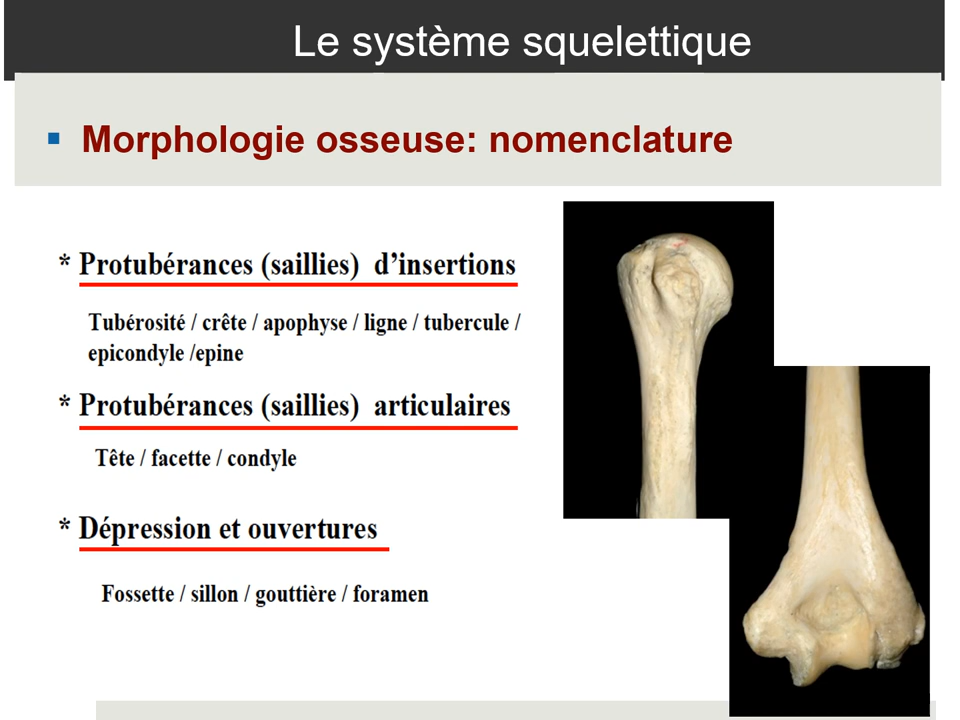 Le système squelettique
Morphologie osseuse: nomenclature
* Protubérances (saillies) d’insertions
Tubérosité / crête / apophyse / ligne / tubercule /
epicondyle /epine
* Protubérances (saillies) articulaires
Tête / facette / condyle
* Dépression et ouvertures
Fossette / sillon / gouttière / foramen